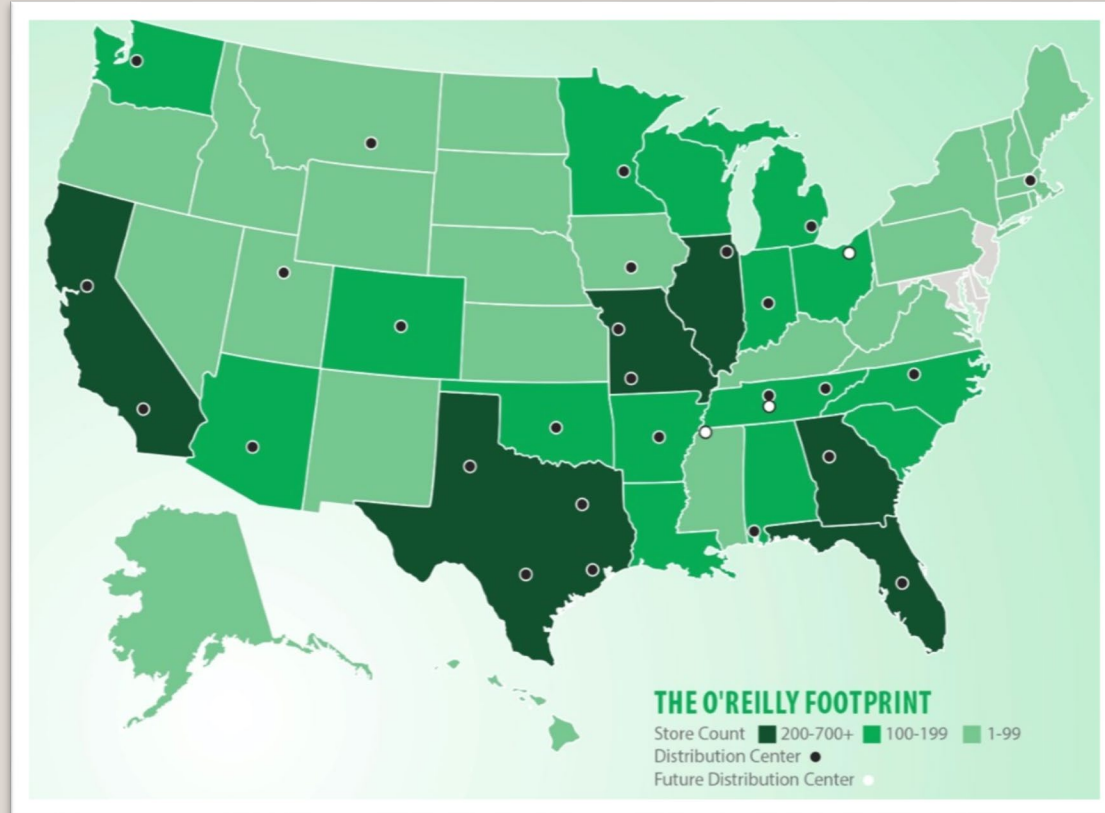 THE O'REILLY FOOTPRINT
Store Count 200-700+ 100-199 1-99
Distribution Center
Future Distribution Center